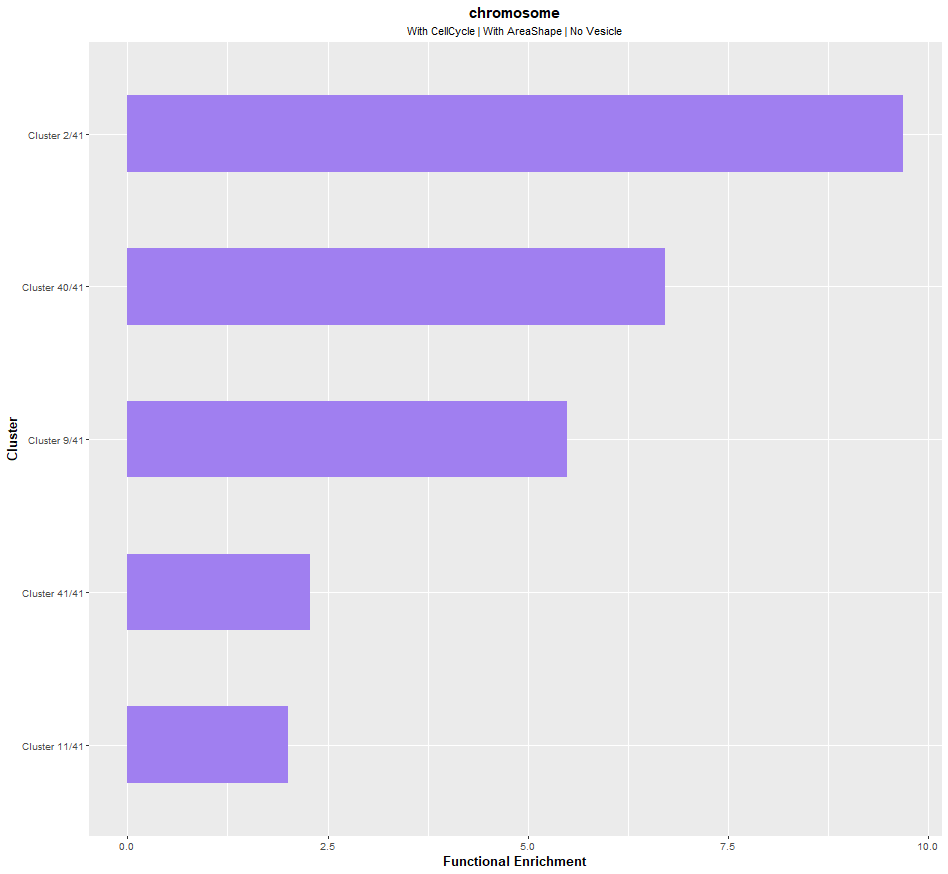 chromosome
With CellCycle | With AreaShape | No Vesicle
Cluster
Cluster 2/41
Cluster 40/41
Cluster 9/41
Cluster 41/41
Cluster 11/41
0.0 2.5 5.0 7.5 10.0
Functional Enrichment